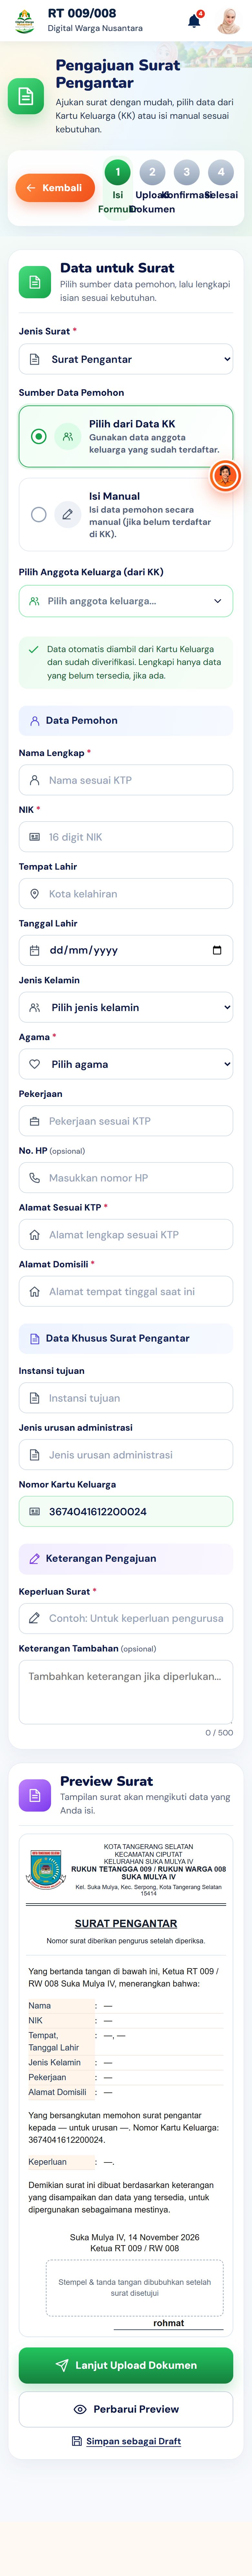 RT 009/008
Digital Warga Nusantara
4
Pengajuan Surat
Pengantar
Ajukan surat dengan mudah, pilih data dari
Kartu Keluarga (KK) atau isi manual sesuai
kebutuhan.
Kembali
1
2
3
4
Isi
Formulir
Upload
Dokumen
Konfirmasi
Selesai
Data untuk Surat
Pilih sumber data pemohon, lalu lengkapi
isian sesuai kebutuhan.
Jenis Surat *
Surat Pengantar
Sumber Data Pemohon
Pilih dari Data KK
Gunakan data anggota
keluarga yang sudah terdaftar.
Isi Manual
Isi data pemohon secara
manual (jika belum terdaftar
di KK).
Pilih Anggota Keluarga (dari KK)
Pilih anggota keluarga...
Data otomatis diambil dari Kartu Keluarga
dan sudah diverifikasi. Lengkapi hanya data
yang belum tersedia, jika ada.
Data Pemohon
Nama Lengkap *
Nama sesuai KTP
NIK *
16 digit NIK
Tempat Lahir
Kota kelahiran
Tanggal Lahir
dd/mm/yyyy
Jenis Kelamin
Pilih jenis kelamin
Agama *
Pilih agama
Pekerjaan
Pekerjaan sesuai KTP
No. HP (opsional)
Masukkan nomor HP
Alamat Sesuai KTP *
Alamat lengkap sesuai KTP
Alamat Domisili *
Alamat tempat tinggal saat ini
Data Khusus Surat Pengantar
Instansi tujuan
Instansi tujuan
Jenis urusan administrasi
Jenis urusan administrasi
Nomor Kartu Keluarga
3674041612200024
Keterangan Pengajuan
Keperluan Surat *
Contoh: Untuk keperluan pengurusa
Keterangan Tambahan (opsional)
Tambahkan keterangan jika diperlukan...
0 / 500
Preview Surat
Tampilan surat akan mengikuti data yang
Anda isi.
KOTA TANGERANG SELATAN
KECAMATAN CIPUTAT
KELURAHAN SUKA MULYA IV
RUKUN TETANGGA 009 / RUKUN WARGA 008
SUKA MULYA IV
Kel. Suka Mulya, Kec. Serpong, Kota Tangerang Selatan
15414
SURAT PENGANTAR
Nomor surat diberikan pengurus setelah diperiksa.
Yang bertanda tangan di bawah ini, Ketua RT 009 /
RW 008 Suka Mulya IV, menerangkan bahwa:
Nama : —
NIK : —
Tempat, : —, —
Tanggal Lahir
Jenis Kelamin : —
Pekerjaan : —
Alamat Domisili : —
Yang bersangkutan memohon surat pengantar
kepada — untuk urusan —. Nomor Kartu Keluarga:
3674041612200024.
Keperluan : —.
Demikian surat ini dibuat berdasarkan keterangan
yang disampaikan dan data yang tersedia, untuk
dipergunakan sebagaimana mestinya.
Suka Mulya IV, 14 November 2026
Ketua RT 009 / RW 008
Stempel & tanda tangan dibubuhkan setelah
surat disetujui
rohmat
Lanjut Upload Dokumen
Perbarui Preview
Simpan sebagai Draft